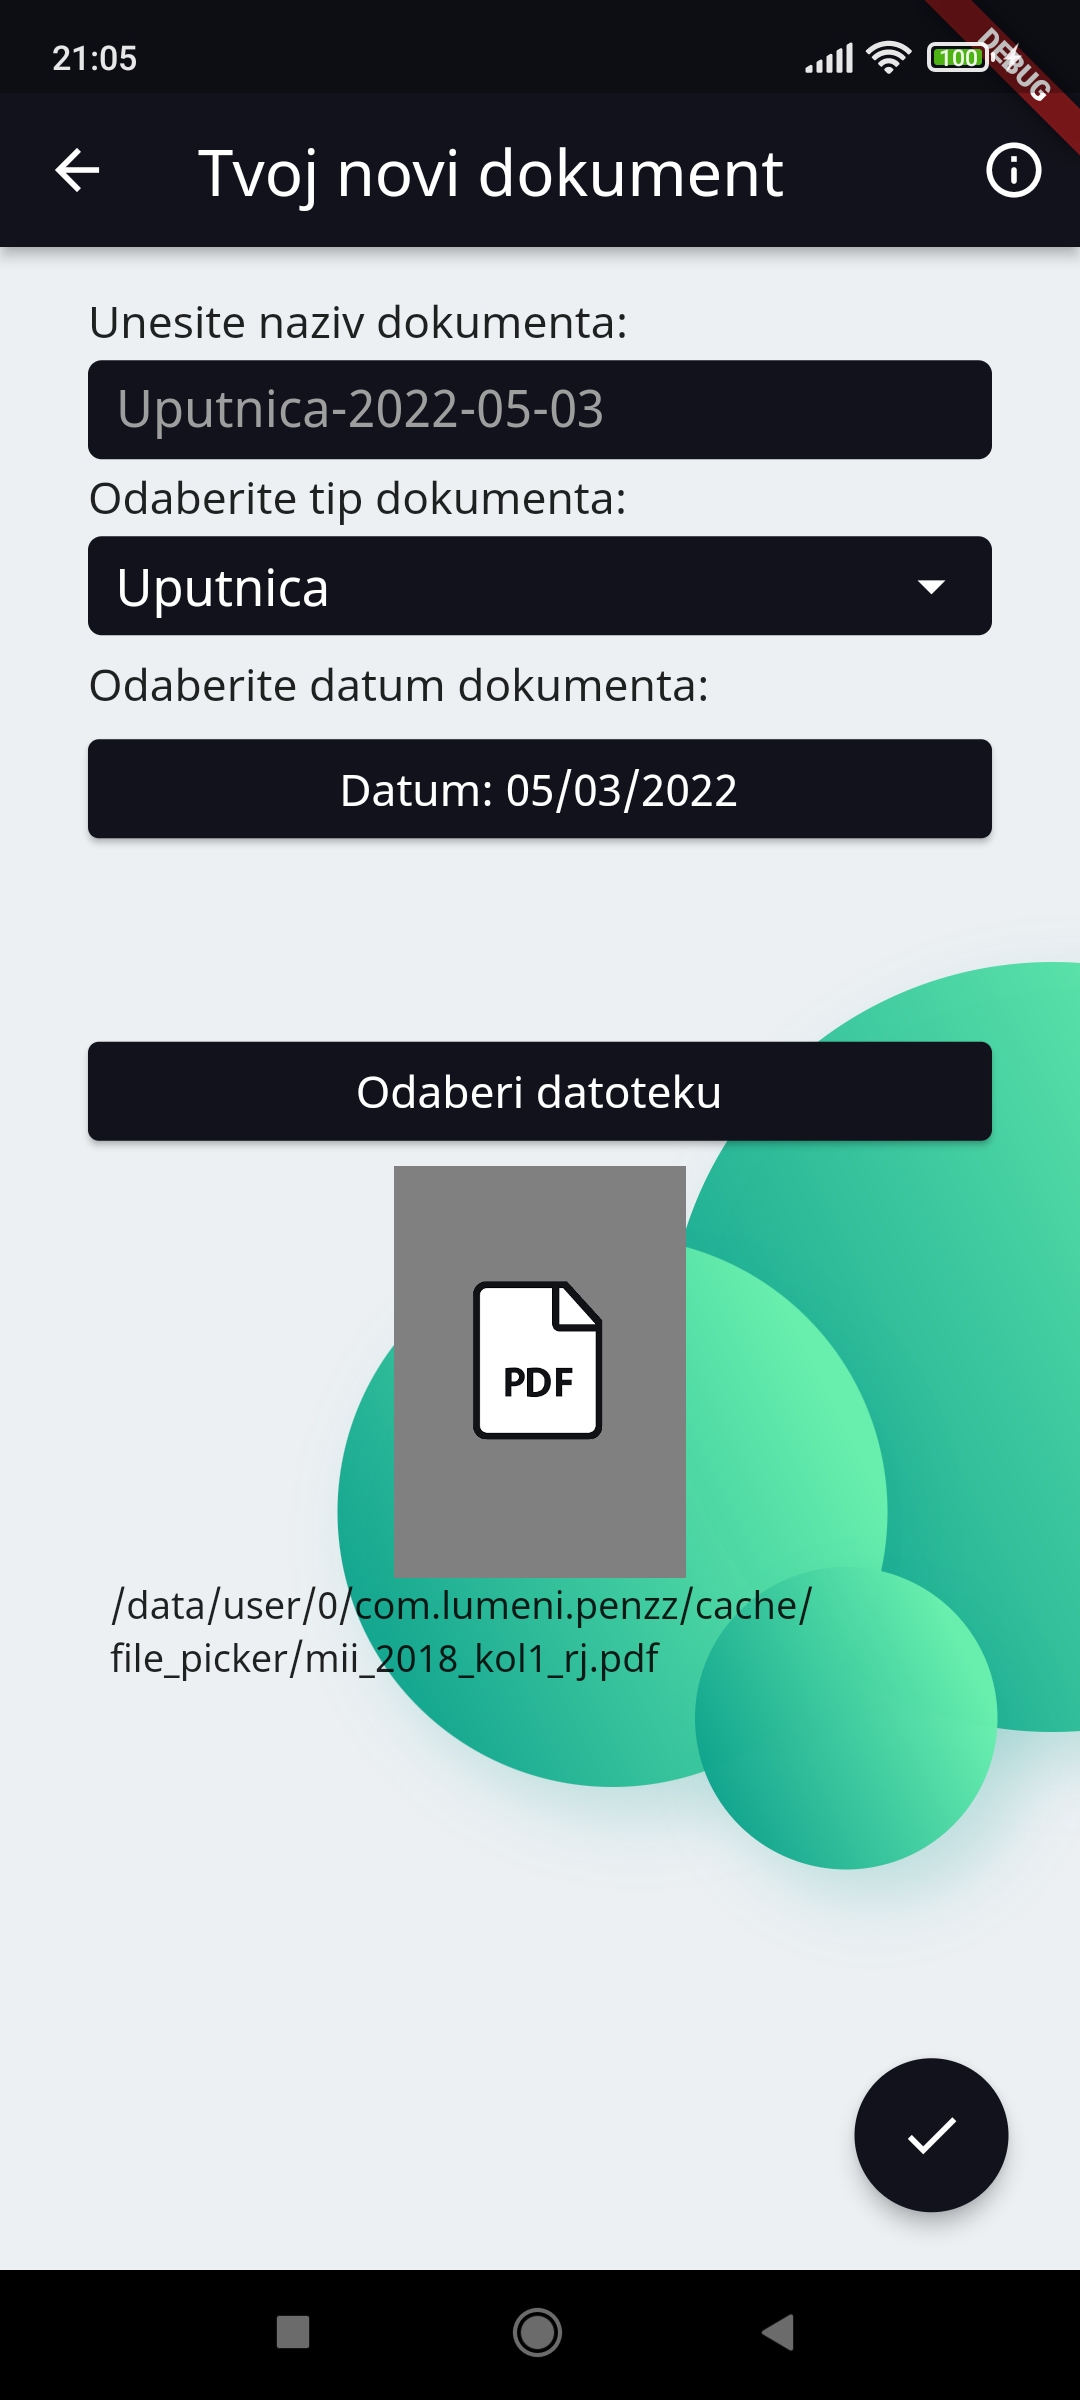 21:05
100
DEBUG
Tvoj novi dokument
Unesite naziv dokumenta:
Uputnica-2022-05-03
Odaberite tip dokumenta:
Uputnica
Odaberite datum dokumenta:
Datum: 05/03/2022
Odaberi datoteku
PDF
/data/user/0/com.lumeni.penzz/cache/
file_picker/mii_2018_kol1_rj.pdf